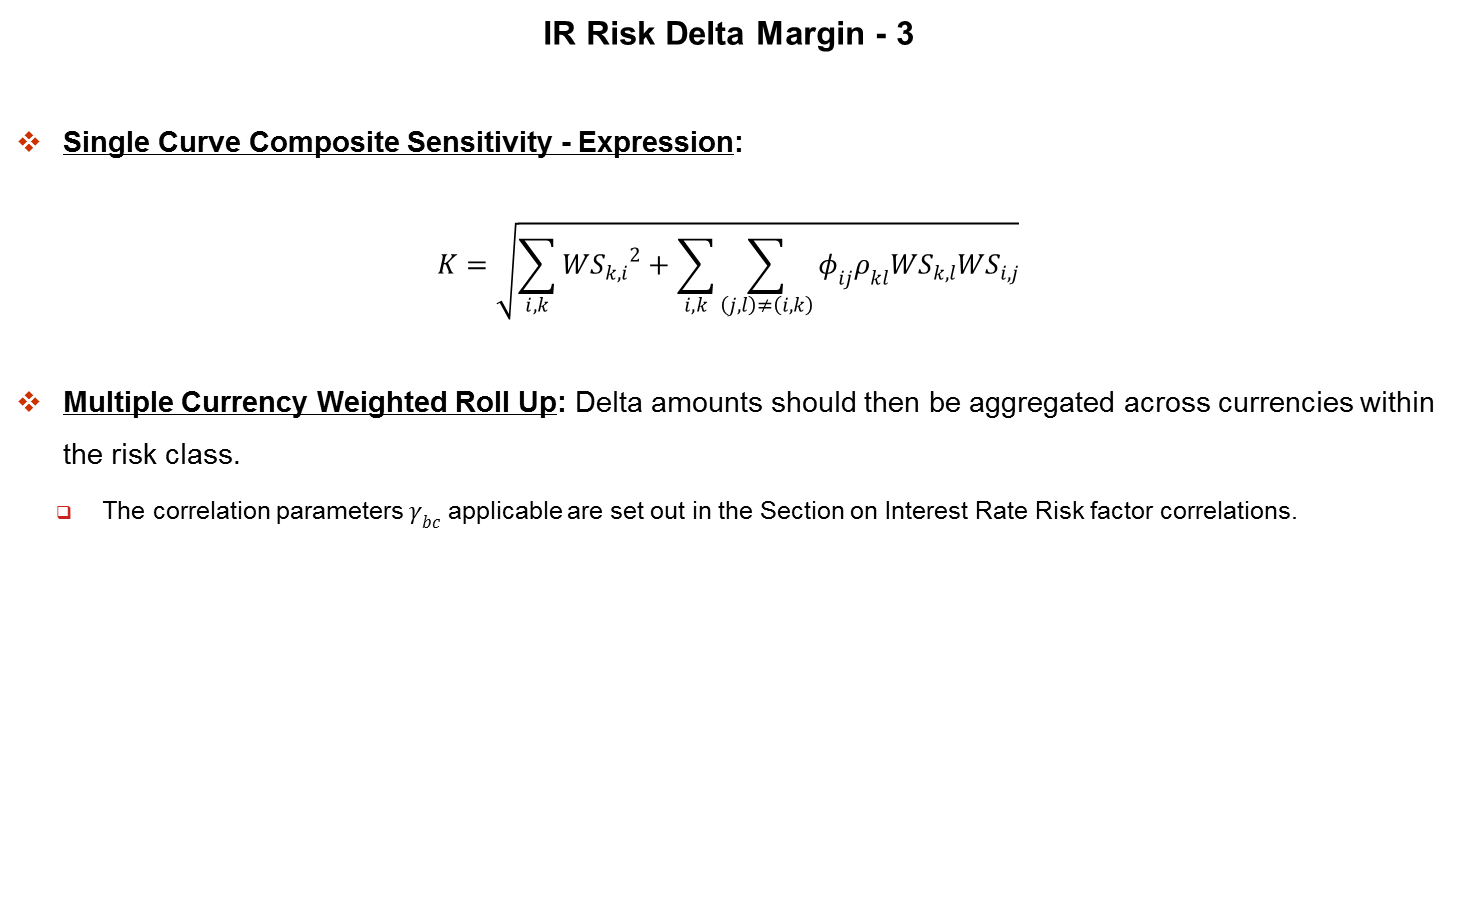 IR Risk Delta Margin - 3
❖ Single Curve Composite Sensitivity - Expression:
K = √(∑_{i,k} WS_{k,i}² + ∑_{i,k} ∑_{(j,l)≠(i,k)} ϕ_{ij}ρ_{kl}WS_{k,l}WS_{i,j})
❖ Multiple Currency Weighted Roll Up: Delta amounts should then be aggregated across currencies within
the risk class.
❑ The correlation parameters γ_{bc} applicable are set out in the Section on Interest Rate Risk factor correlations.